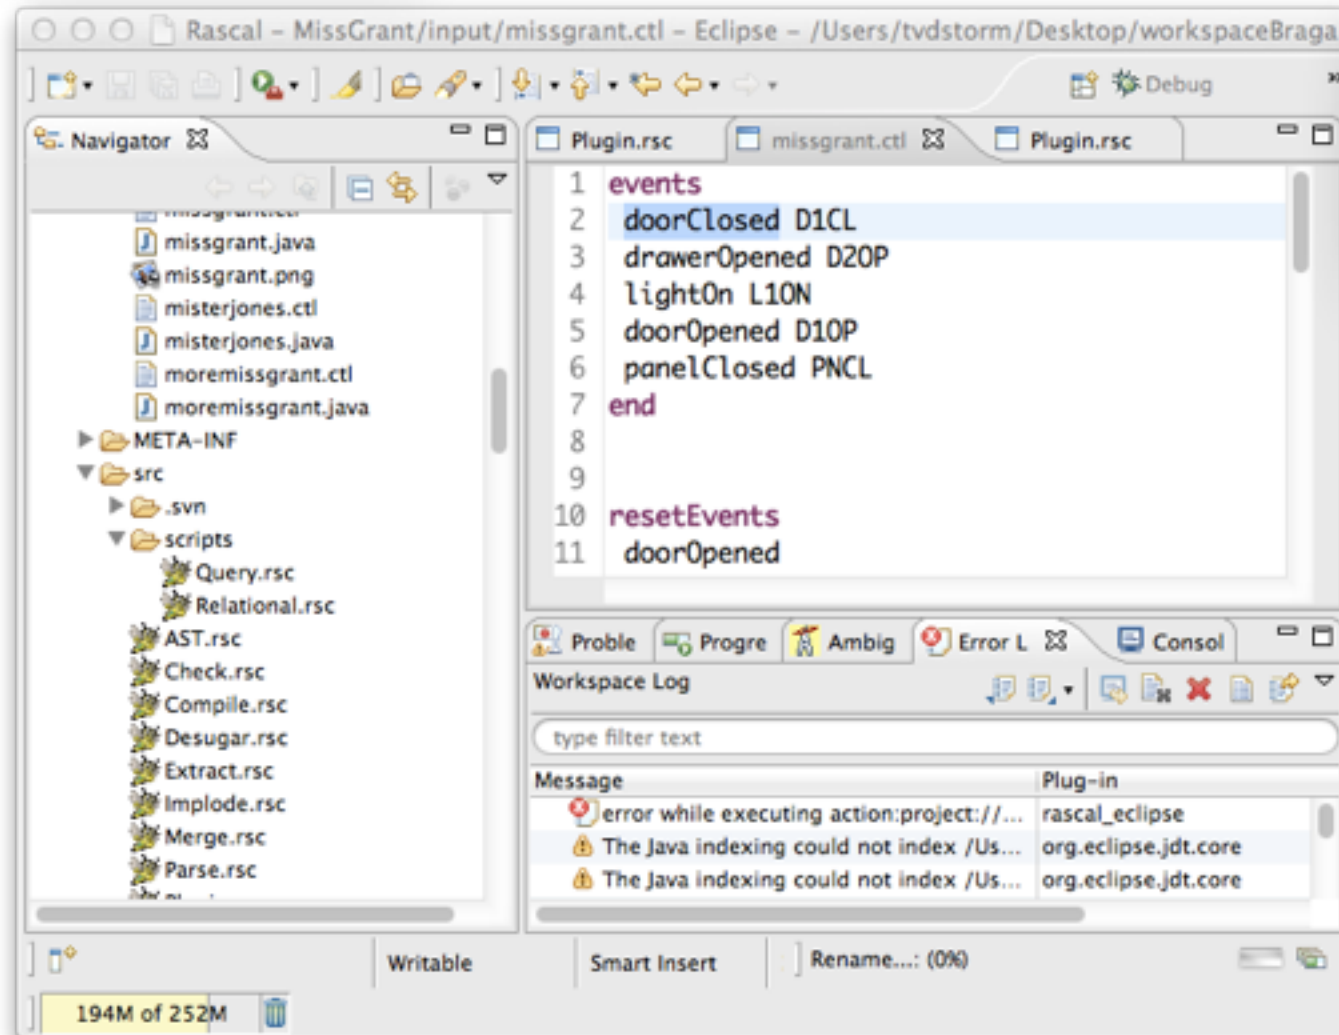 Rascal – MissGrant/input/missgrant.ctl – Eclipse – /Users/tvdstorm/Desktop/workspaceBraga
Debug
Navigator
missgrant.ctl
missgrant.java
missgrant.png
misterjones.ctl
misterjones.java
moremissgrant.ctl
moremissgrant.java
META-INF
src
.svn
scripts
Query.rsc
Relational.rsc
AST.rsc
Check.rsc
Compile.rsc
Desugar.rsc
Extract.rsc
Implode.rsc
Merge.rsc
Parse.rsc
Plugin.rsc missgrant.ctl Plugin.rsc
1 events
2 doorClosed D1CL
3 drawerOpened D2OP
4 lightOn L1ON
5 doorOpened D1OP
6 panelClosed PNCL
7 end
8
9
10 resetEvents
11 doorOpened
Proble Progre Ambig Error L Consol
Workspace Log
type filter text
Message Plug-in
error while executing action:project://... rascal_eclipse
The Java indexing could not index /Us... org.eclipse.jdt.core
The Java indexing could not index /Us... org.eclipse.jdt.core
Writable Smart Insert Rename...: (0%)
194M of 252M